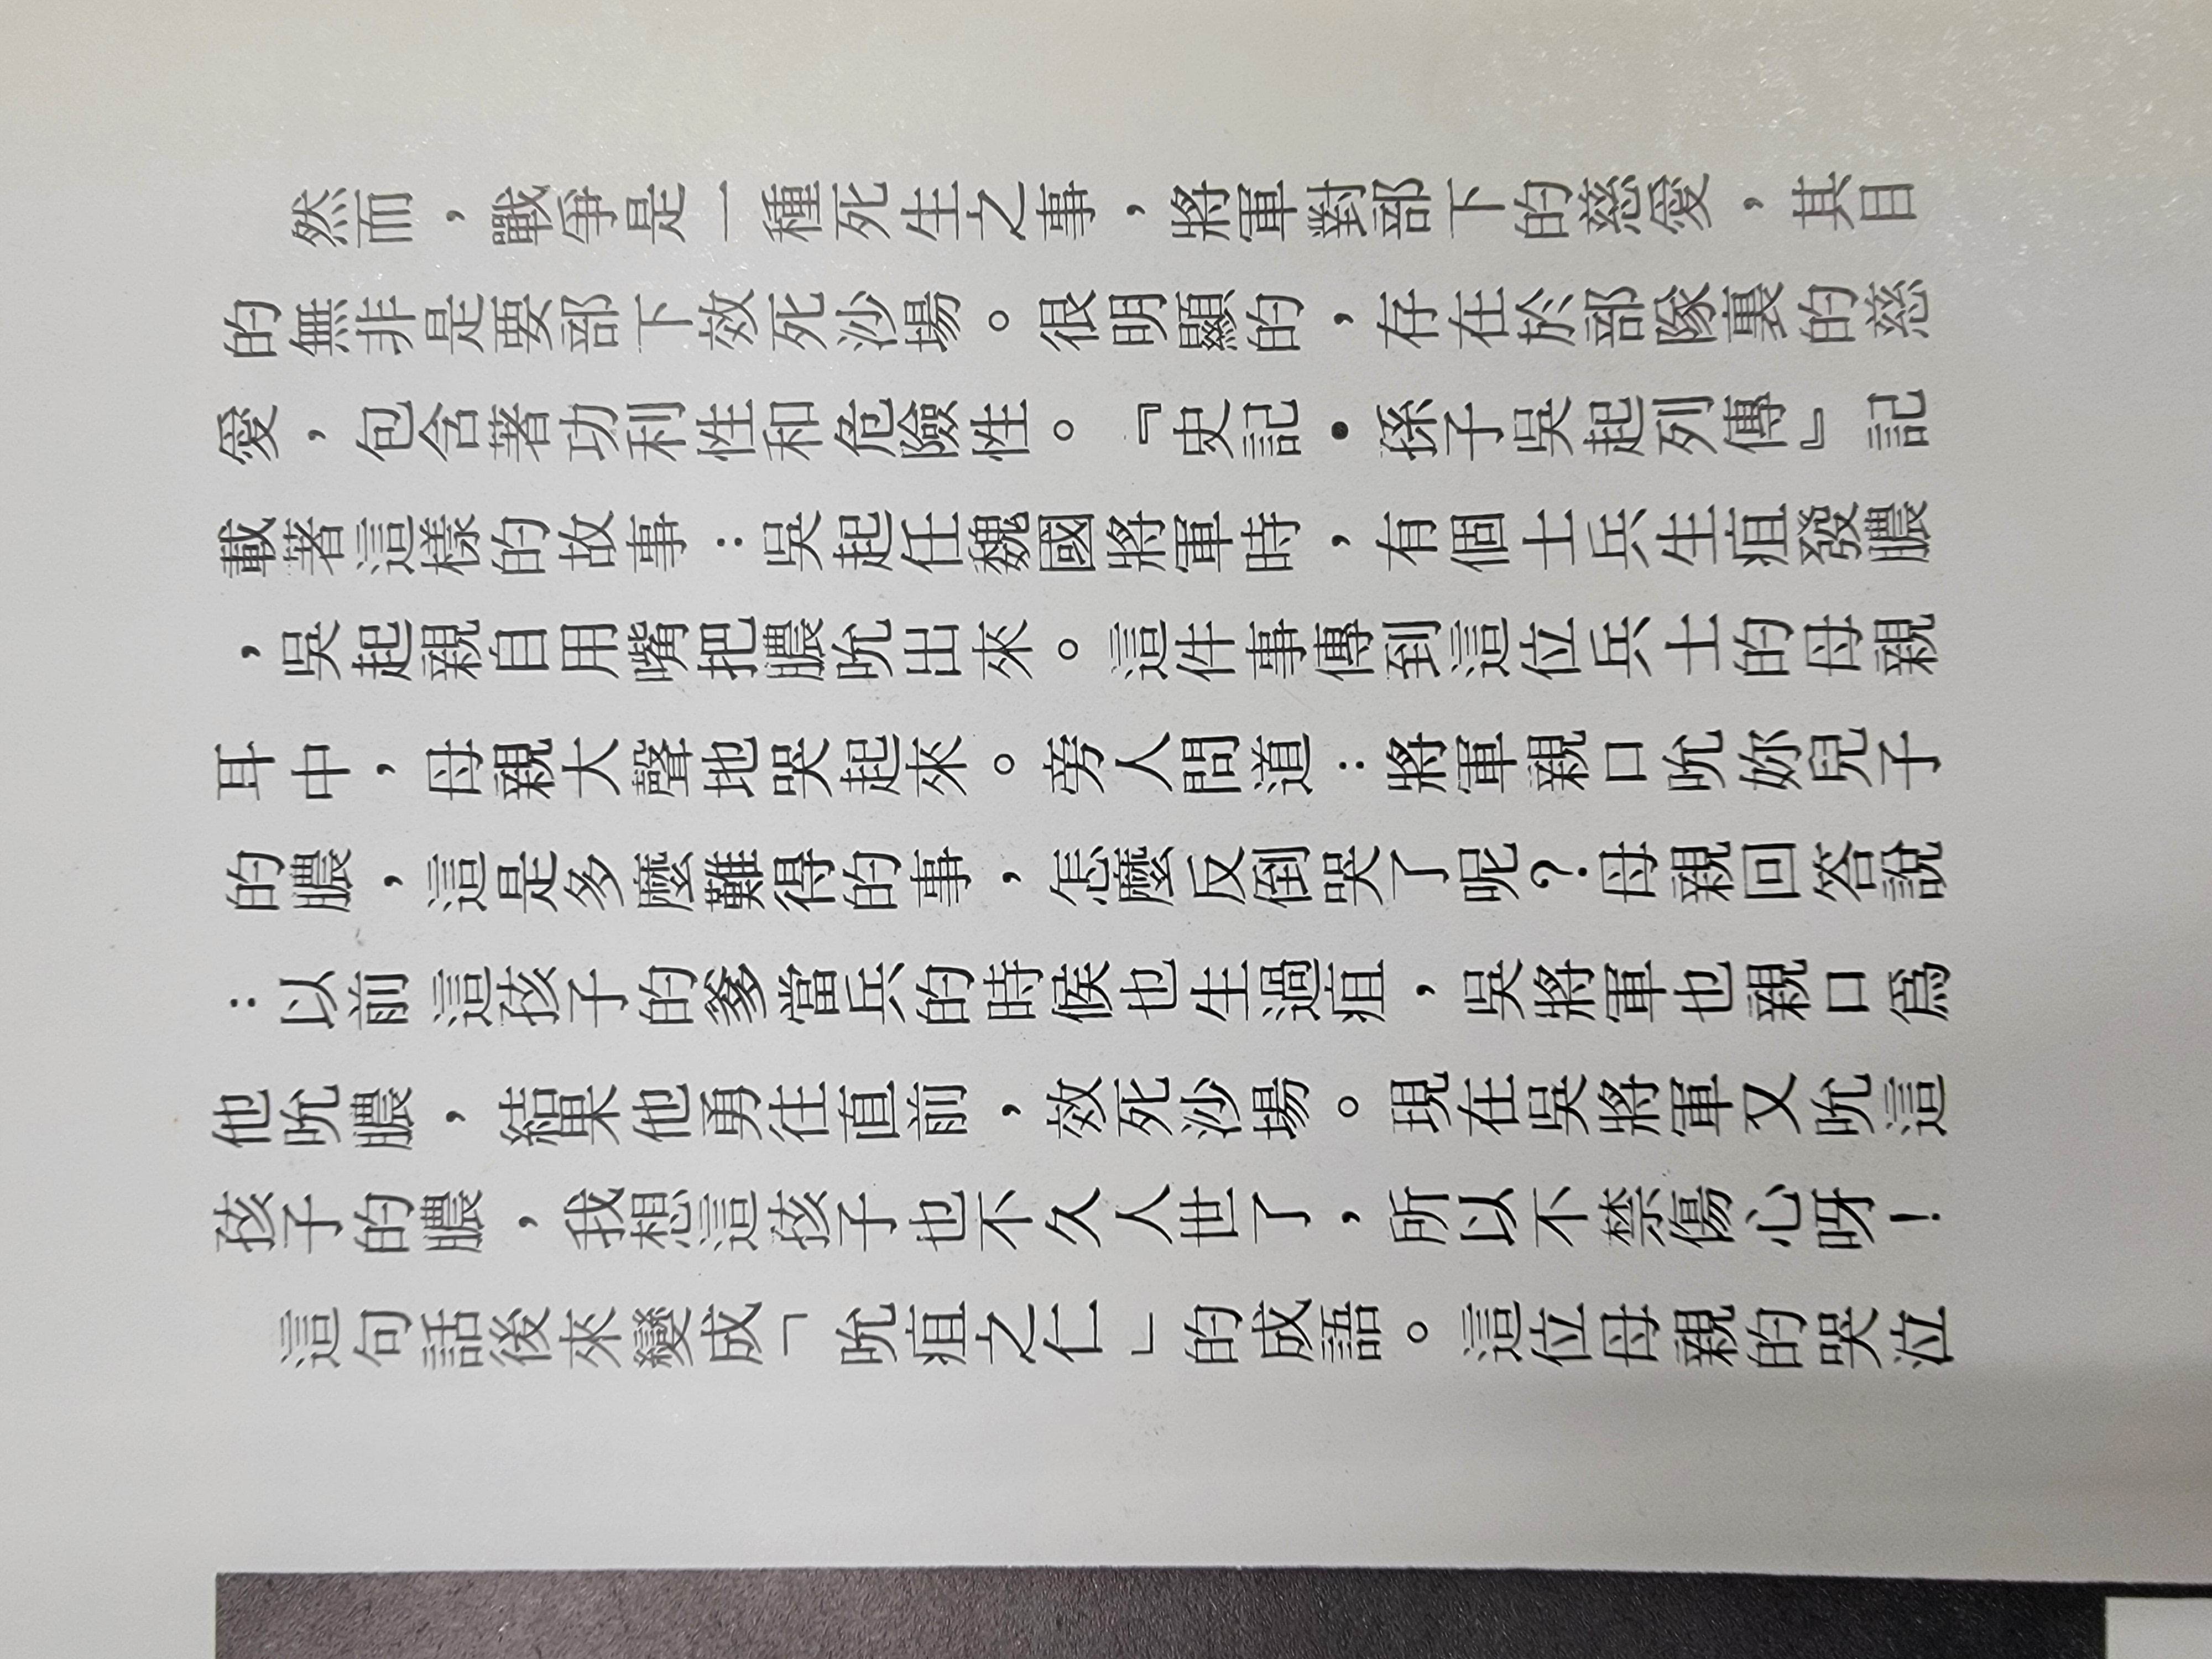 然而，戰爭是一種死生之事，將軍對部下的慈愛，其目
的無非是要部下效死沙場。很明顯的，存在於部隊裏的慈
愛，包含著功利性和危險性。『史記・孫子吳起列傳』記
載著這樣的故事：吳起任魏國將軍時，有個士兵生疽發膿
，吳起親自用嘴把膿吮出來。這件事傳到這位兵士的母親
耳中，母親大聲地哭起來。旁人問道：將軍親口吮妳兒子
的膿，這是多麼難得的事，怎麼反倒哭了呢？母親回答說
：以前這孩子的爹當兵的時候也生過疽，吳將軍也親口爲
他吮膿，結果他勇往直前，效死沙場。現在吳將軍又吮這
孩子的膿，我想這孩子也不久人世了，所以不禁傷心呀！
這句話後來變成「吮疽之仁」的成語。這位母親的哭泣